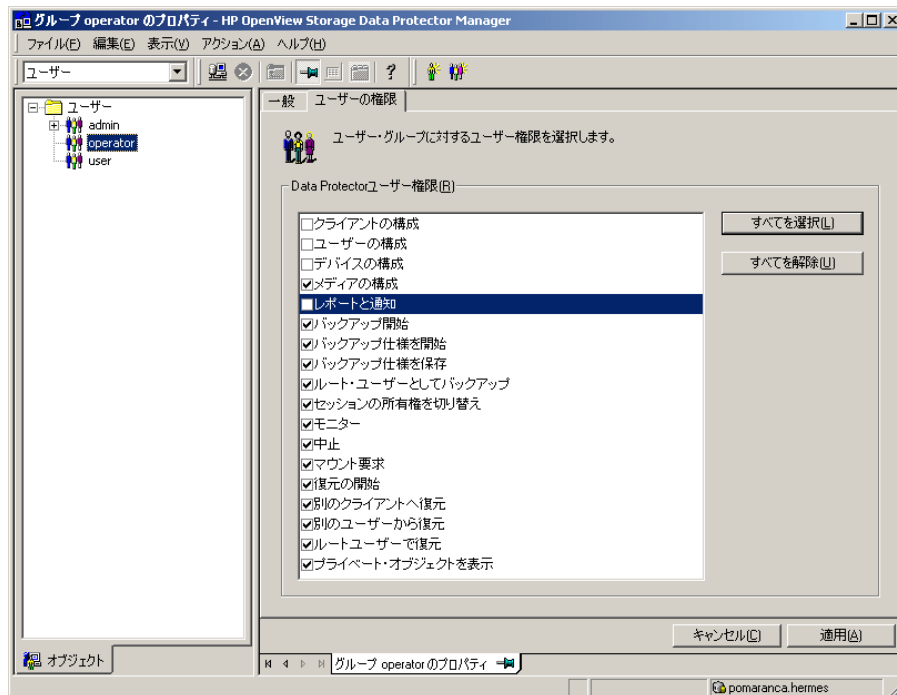 グループ operator のプロパティ - HP OpenView Storage Data Protector Manager
ファイル(F) 編集(E) 表示(V) アクション(A) ヘルプ(H)
ユーザー
ユーザー
admin
operator
user
一般 ユーザーの権限
ユーザー・グループに対するユーザー権限を選択します。
Data Protectorユーザー権限(R)
クライアントの構成
ユーザーの構成
デバイスの構成
メディアの構成
レポートと通知
バックアップ開始
バックアップ仕様を開始
バックアップ仕様を保存
ルート・ユーザーとしてバックアップ
セッションの所有権を切り替え
モニター
中止
マウント要求
復元の開始
別のクライアントへ復元
別のユーザーから復元
ルートユーザーで復元
プライベート・オブジェクトを表示
すべてを選択(L)
すべてを解除(U)
キャンセル(C) 適用(A)
オブジェクト
グループ operator のプロパティ
pomaranca.hermes